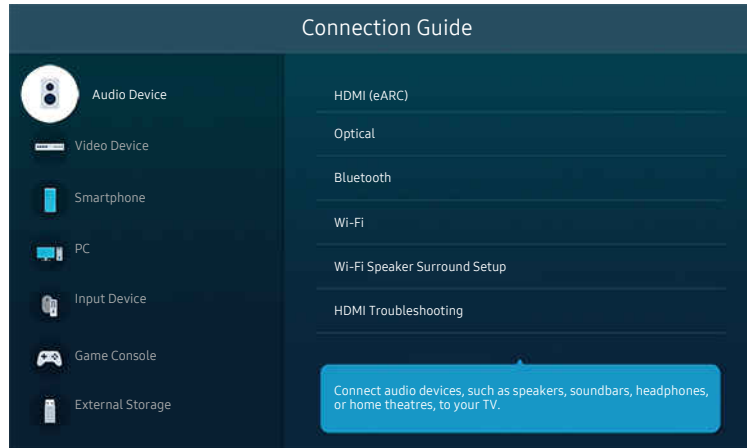 Connection Guide
Audio Device
Video Device
Smartphone
PC
Input Device
Game Console
External Storage
HDMI (eARC)
Optical
Bluetooth
Wi-Fi
Wi-Fi Speaker Surround Setup
HDMI Troubleshooting
Connect audio devices, such as speakers, soundbars, headphones,
or home theatres, to your TV.